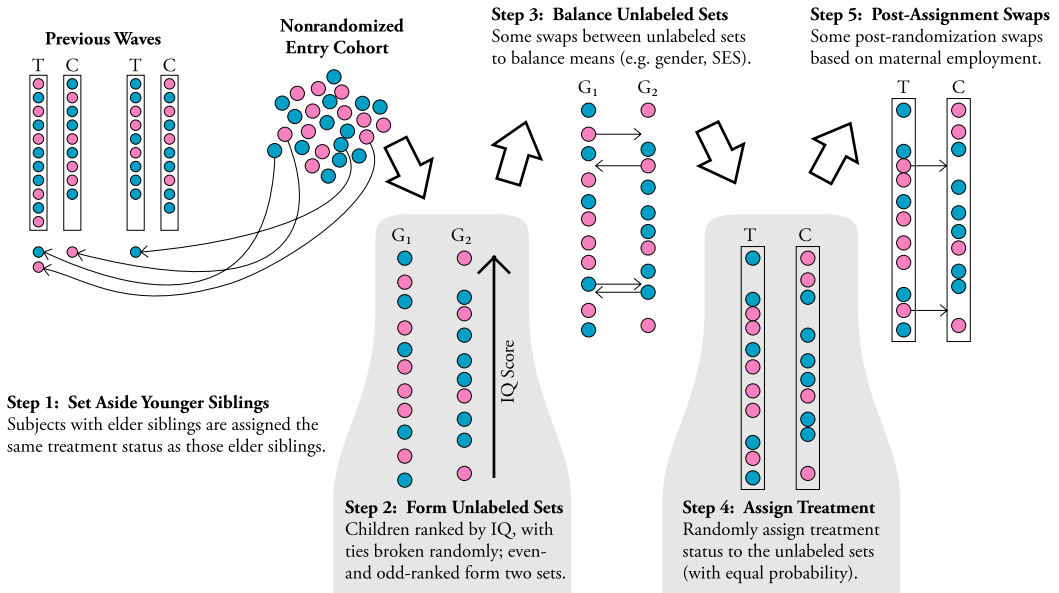 Previous Waves
T C T C
Nonrandomized
Entry Cohort
Step 1: Set Aside Younger Siblings
Subjects with elder siblings are assigned the
same treatment status as those elder siblings.
G₁ G₂
IQ Score
Step 2: Form Unlabeled Sets
Children ranked by IQ, with
ties broken randomly; even-
and odd-ranked form two sets.
Step 3: Balance Unlabeled Sets
Some swaps between unlabeled sets
to balance means (e.g. gender, SES).
G₁ G₂
T C
Step 4: Assign Treatment
Randomly assign treatment
status to the unlabeled sets
(with equal probability).
Step 5: Post-Assignment Swaps
Some post-randomization swaps
based on maternal employment.
T C